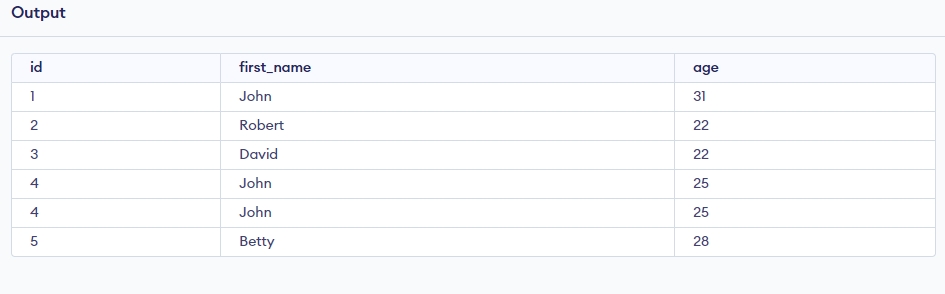 Output
id first_name age
1 John 31
2 Robert 22
3 David 22
4 John 25
4 John 25
5 Betty 28